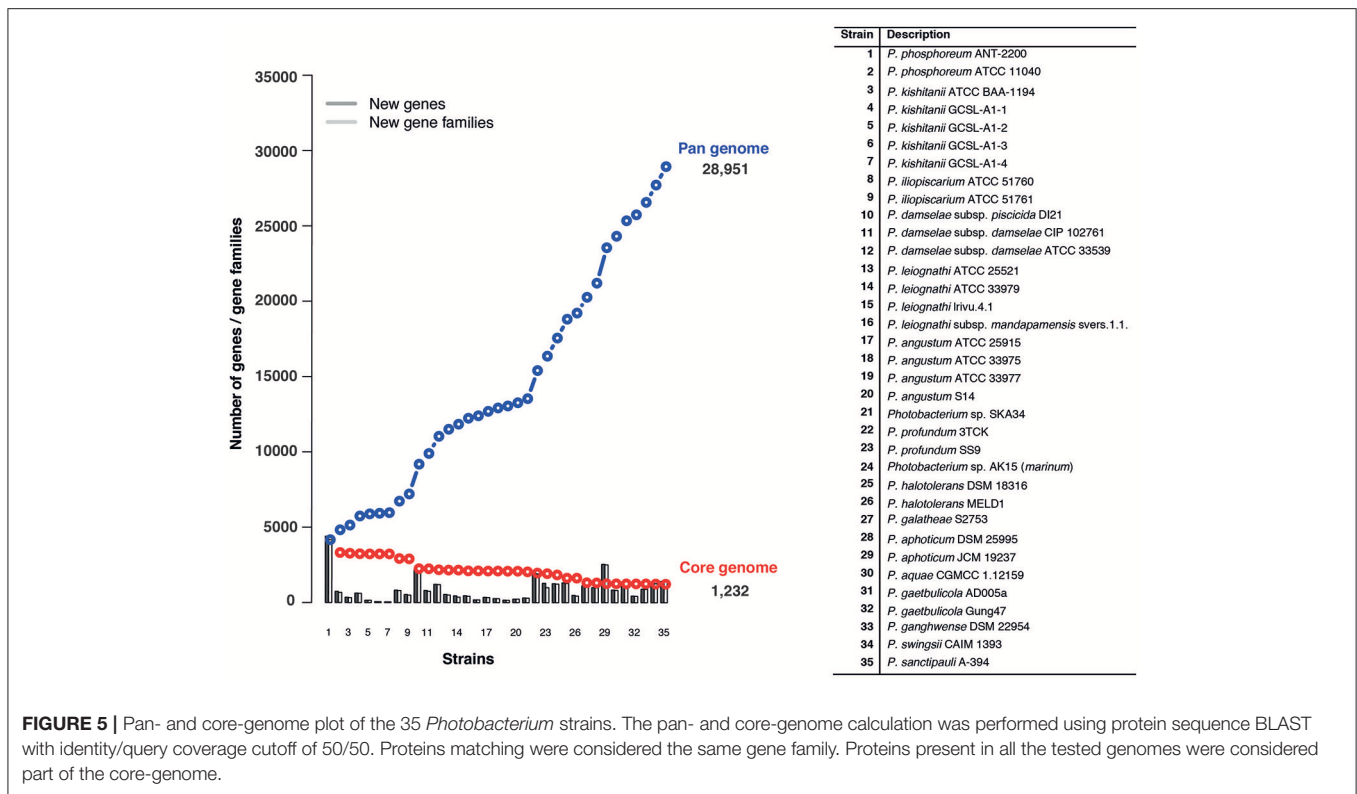 35000
30000
25000
20000
15000
10000
5000
0
Number of genes / gene families
New genes
New gene families
Pan genome
28,951
Core genome
1,232
1 3 5 7 9 11 14 17 20 23 26 29 32 35
Strains
Strain Description
1 P. phosphoreum ANT-2200
2 P. phosphoreum ATCC 11040
3 P. kishitanii ATCC BAA-1194
4 P. kishitanii GCSL-A1-1
5 P. kishitanii GCSL-A1-2
6 P. kishitanii GCSL-A1-3
7 P. kishitanii GCSL-A1-4
8 P. iliopiscarium ATCC 51760
9 P. iliopiscarium ATCC 51761
10 P. damselae subsp. piscicida DI21
11 P. damselae subsp. damselae CIP 102761
12 P. damselae subsp. damselae ATCC 33539
13 P. leiognathi ATCC 25521
14 P. leiognathi ATCC 33979
15 P. leiognathi lrivu.4.1
16 P. leiognathi subsp. mandapamensis svers.1.1.
17 P. angustum ATCC 25915
18 P. angustum ATCC 33975
19 P. angustum ATCC 33977
20 P. angustum S14
21 Photobacterium sp. SKA34
22 P. profundum 3TCK
23 P. profundum SS9
24 Photobacterium sp. AK15 (marinum)
25 P. halotolerans DSM 18316
26 P. halotolerans MELD1
27 P. galatheae S2753
28 P. aphoticum DSM 25995
29 P. aphoticum JCM 19237
30 P. aquae CGMCC 1.12159
31 P. gaetbulicola AD005a
32 P. gaetbulicola Gung47
33 P. ganghwense DSM 22954
34 P. swingsii CAIM 1393
35 P. sanctipauli A-394
FIGURE 5 | Pan- and core-genome plot of the 35 Photobacterium strains. The pan- and core-genome calculation was performed using protein sequence BLAST
with identity/query coverage cutoff of 50/50. Proteins matching were considered the same gene family. Proteins present in all the tested genomes were considered
part of the core-genome.